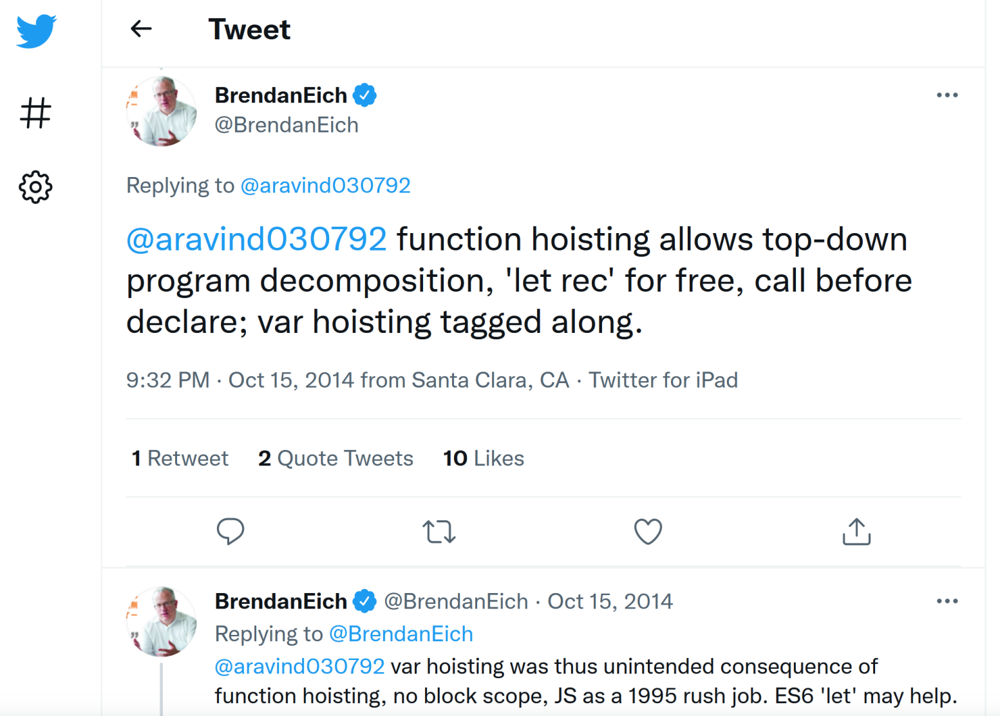 Tweet
BrendanEich
@BrendanEich
Replying to @aravind030792
@aravind030792 function hoisting allows top-down
program decomposition, 'let rec' for free, call before
declare; var hoisting tagged along.
9:32 PM · Oct 15, 2014 from Santa Clara, CA · Twitter for iPad
1 Retweet 2 Quote Tweets 10 Likes
BrendanEich @BrendanEich · Oct 15, 2014
Replying to @BrendanEich
@aravind030792 var hoisting was thus unintended consequence of
function hoisting, no block scope, JS as a 1995 rush job. ES6 'let' may help.